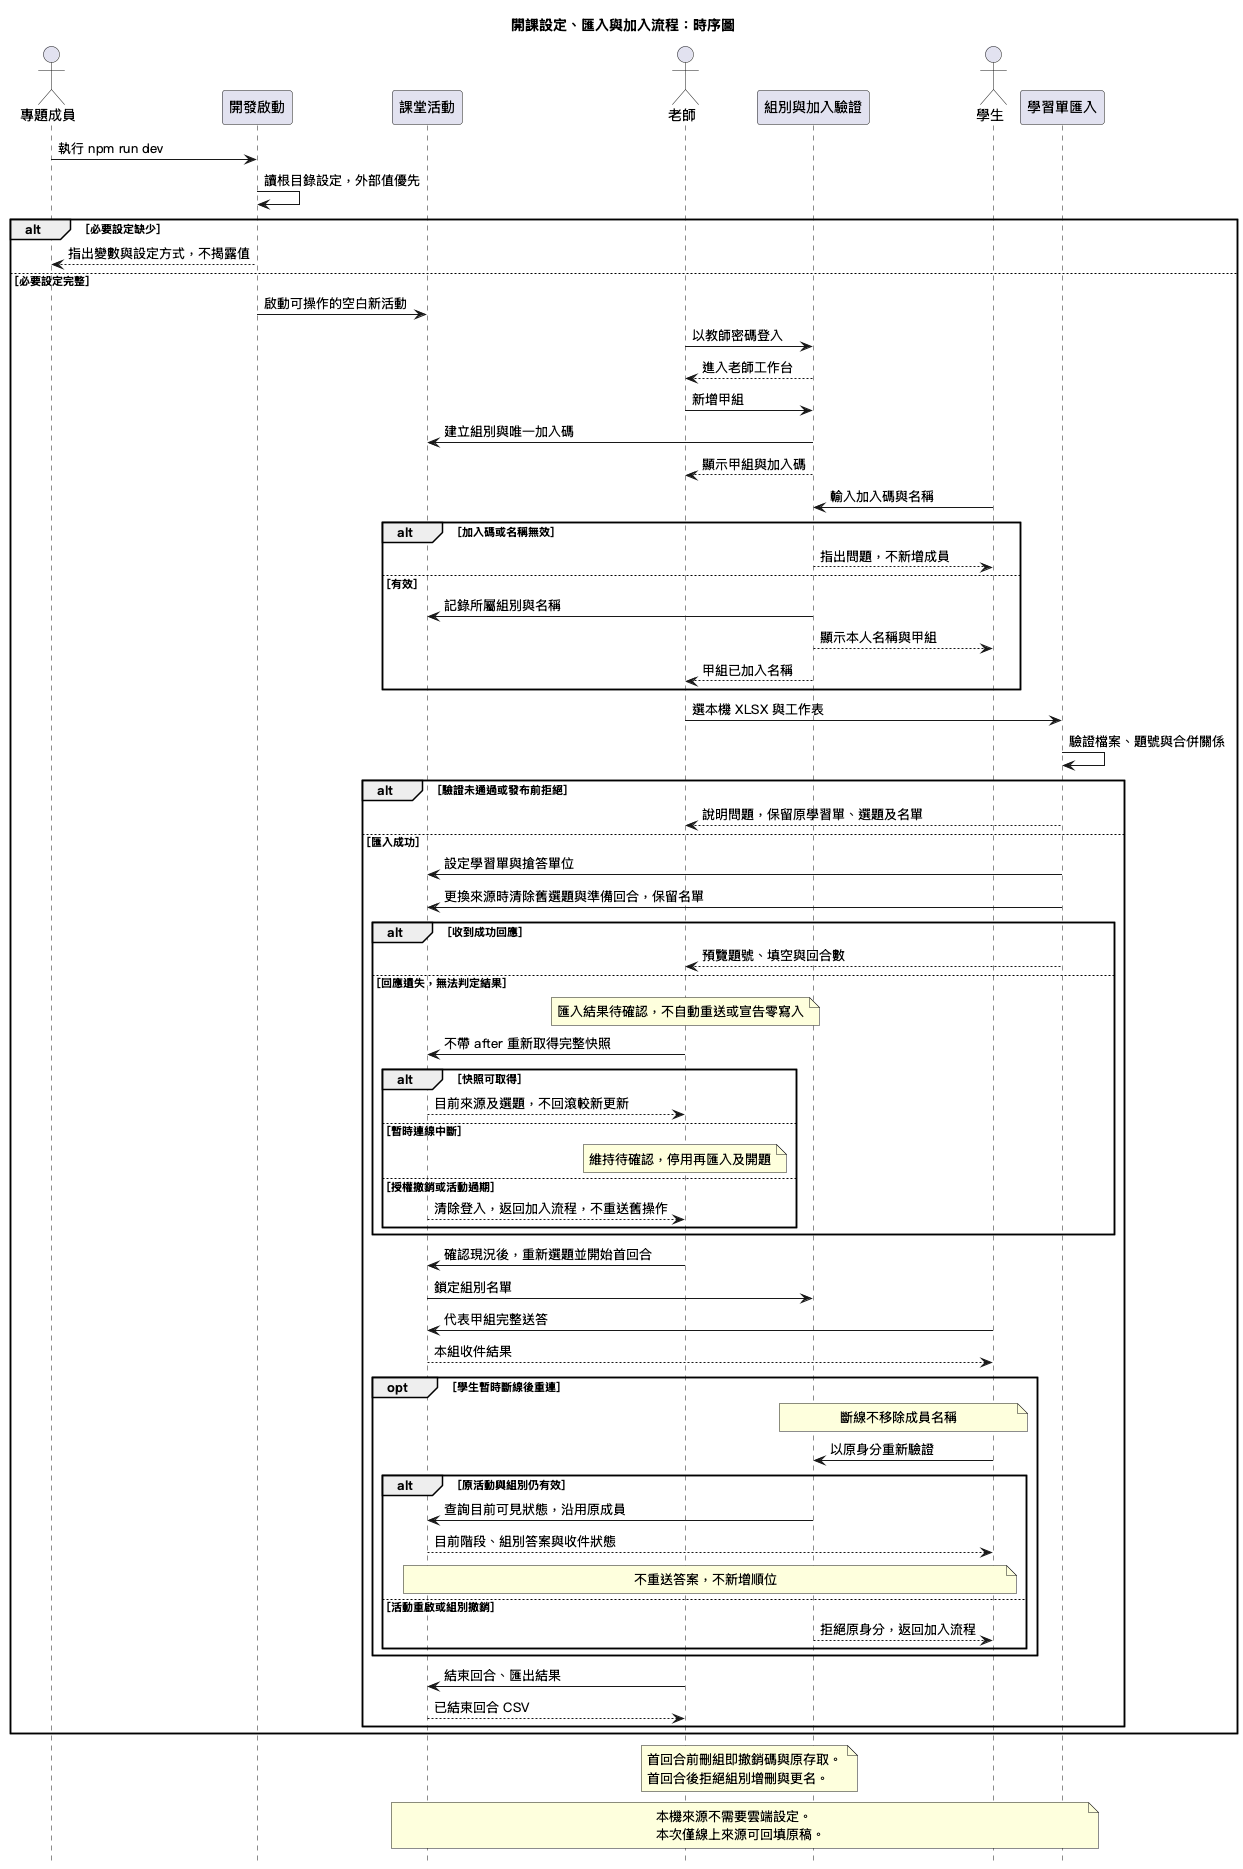 開課設定、匯入與加入流程：時序圖
專題成員
開發啟動
課堂活動
老師
組別與加入驗證
學生
學習單匯入
執行 npm run dev
讀根目錄設定，外部值優先
alt [必要設定缺少]
指出變數與設定方式，不揭露值
[必要設定完整]
啟動可操作的空白新活動
以教師密碼登入
進入老師工作台
新增甲組
建立組別與唯一加入碼
顯示甲組與加入碼
輸入加入碼與名稱
alt [加入碼或名稱無效]
指出問題，不新增成員
[有效]
記錄所屬組別與名稱
顯示本人名稱與甲組
甲組已加入名稱
選本機 XLSX 與工作表
驗證檔案、題號與合併關係
alt [驗證未通過或發布前拒絕]
說明問題，保留原學習單、選題及名單
[匯入成功]
設定學習單與搶答單位
更換來源時清除舊選題與準備回合，保留名單
alt [收到成功回應]
預覽題號、填空與回合數
[回應遺失，無法判定結果]
匯入結果待確認，不自動重送或宣告零寫入
不帶 after 重新取得完整快照
alt [快照可取得]
目前來源及選題，不回滾較新更新
[暫時連線中斷]
維持待確認，停用再匯入及開題
[授權撤銷或活動過期]
清除登入，返回加入流程，不重送舊操作
確認現況後，重新選題並開始首回合
鎖定組別名單
代表甲組完整送答
本組收件結果
opt [學生暫時斷線後重連]
斷線不移除成員名稱
以原身分重新驗證
alt [原活動與組別仍有效]
查詢目前可見狀態，沿用原成員
目前階段、組別答案與收件狀態
不重送答案，不新增順位
[活動重啟或組別撤銷]
拒絕原身分，返回加入流程
結束回合、匯出結果
已結束回合 CSV
首回合前刪組即撤銷碼與原存取。
首回合後拒絕組別增刪與更名。
本機來源不需要雲端設定。
本次僅線上來源可回填原稿。